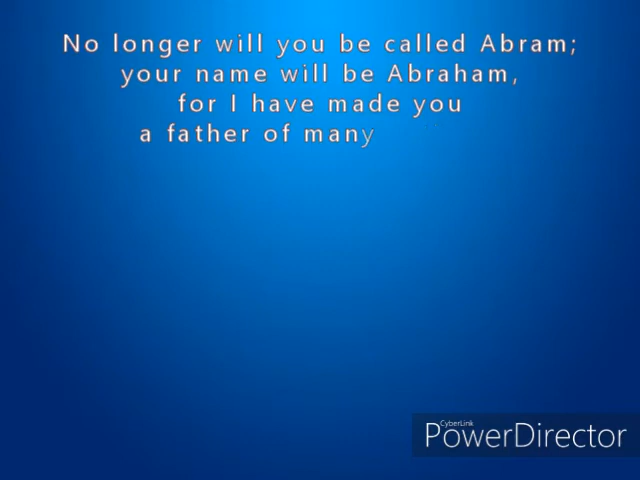 No longer will you be called Abram;
your name will be Abraham,
for I have made you
a father of many
CyberLink
PowerDirector